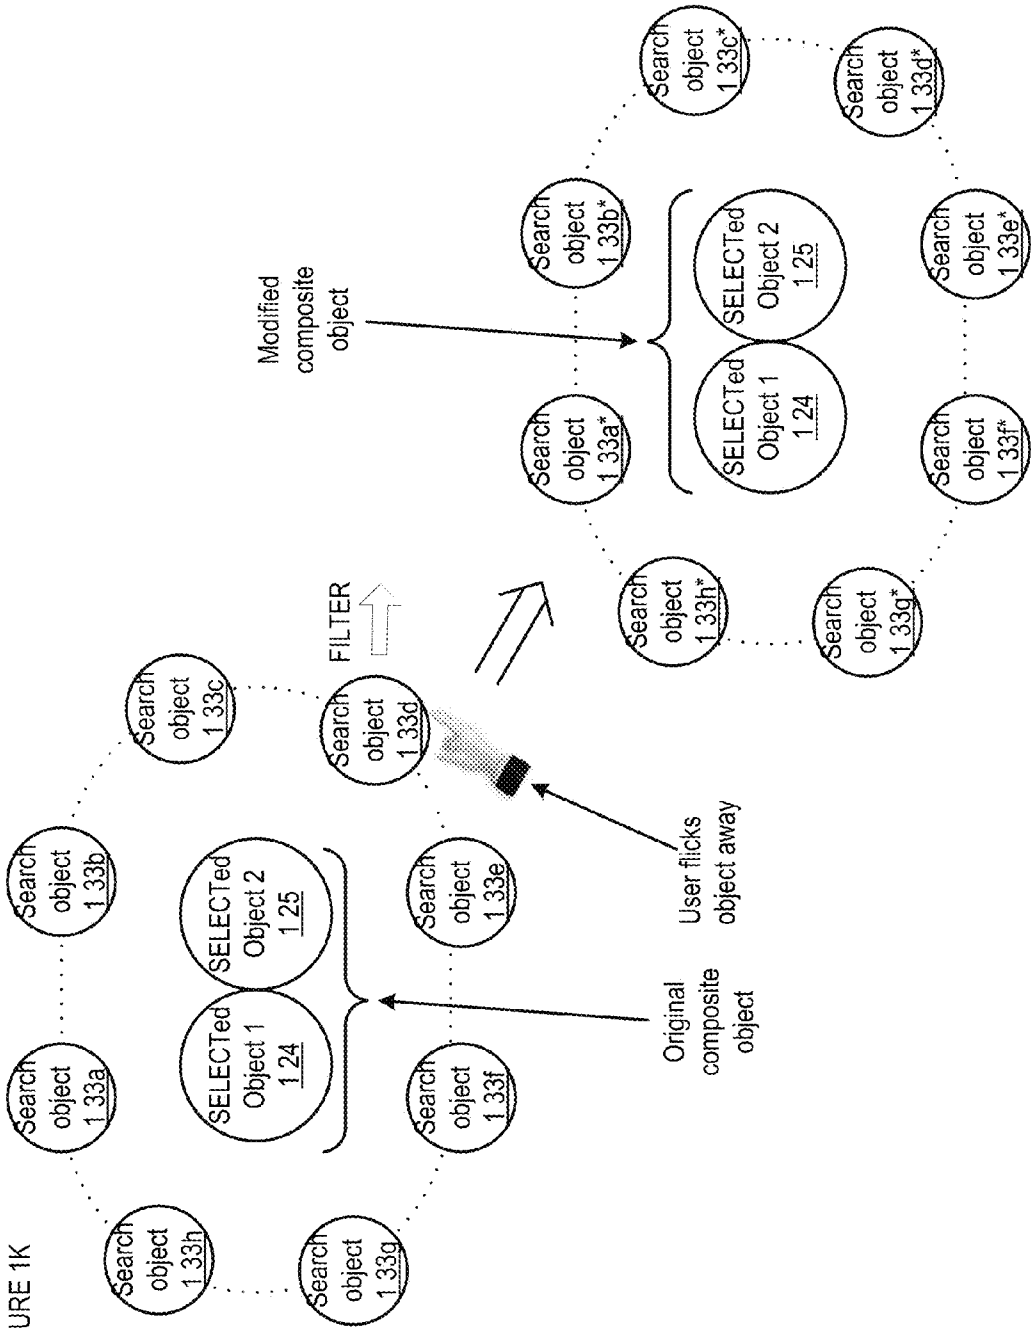 URE 1K
Search
object
1 33a
Search
object
1 33b
Search
object
1 33h
Search
object
1 33c
SELECTed
Object 1
1 24
SELECTed
Object 2
1 25
Search
object
1 33g
Search
object
1 33d
FILTER
Search
object
1 33f
Search
object
1 33e
Original
composite
object
User flicks
object away
Modified
composite
object
Search
object
1 33a*
Search
object
1 33b*
Search
object
1 33h*
Search
object
1 33c*
SELECTed
Object 1
1 24
SELECTed
Object 2
1 25
Search
object
1 33g*
Search
object
1 33d*
Search
object
1 33f*
Search
object
1 33e*